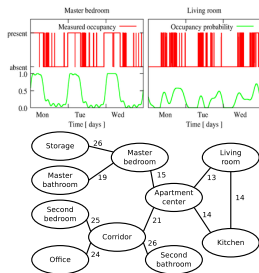 Master bedroom
Living room
Measured occupancy
Occupancy probability
present
absent
1.0
0.5
0.0
Mon Tue Wed
Mon Tue Wed
Time [ days ]
Time [ days ]
Storage
26
Master
bedroom
Living
room
Master
bathroom
19
15
13
14
Apartment
center
Second
bedroom
25
21
14
Corridor
Kitchen
Office
24
26
Second
bathroom